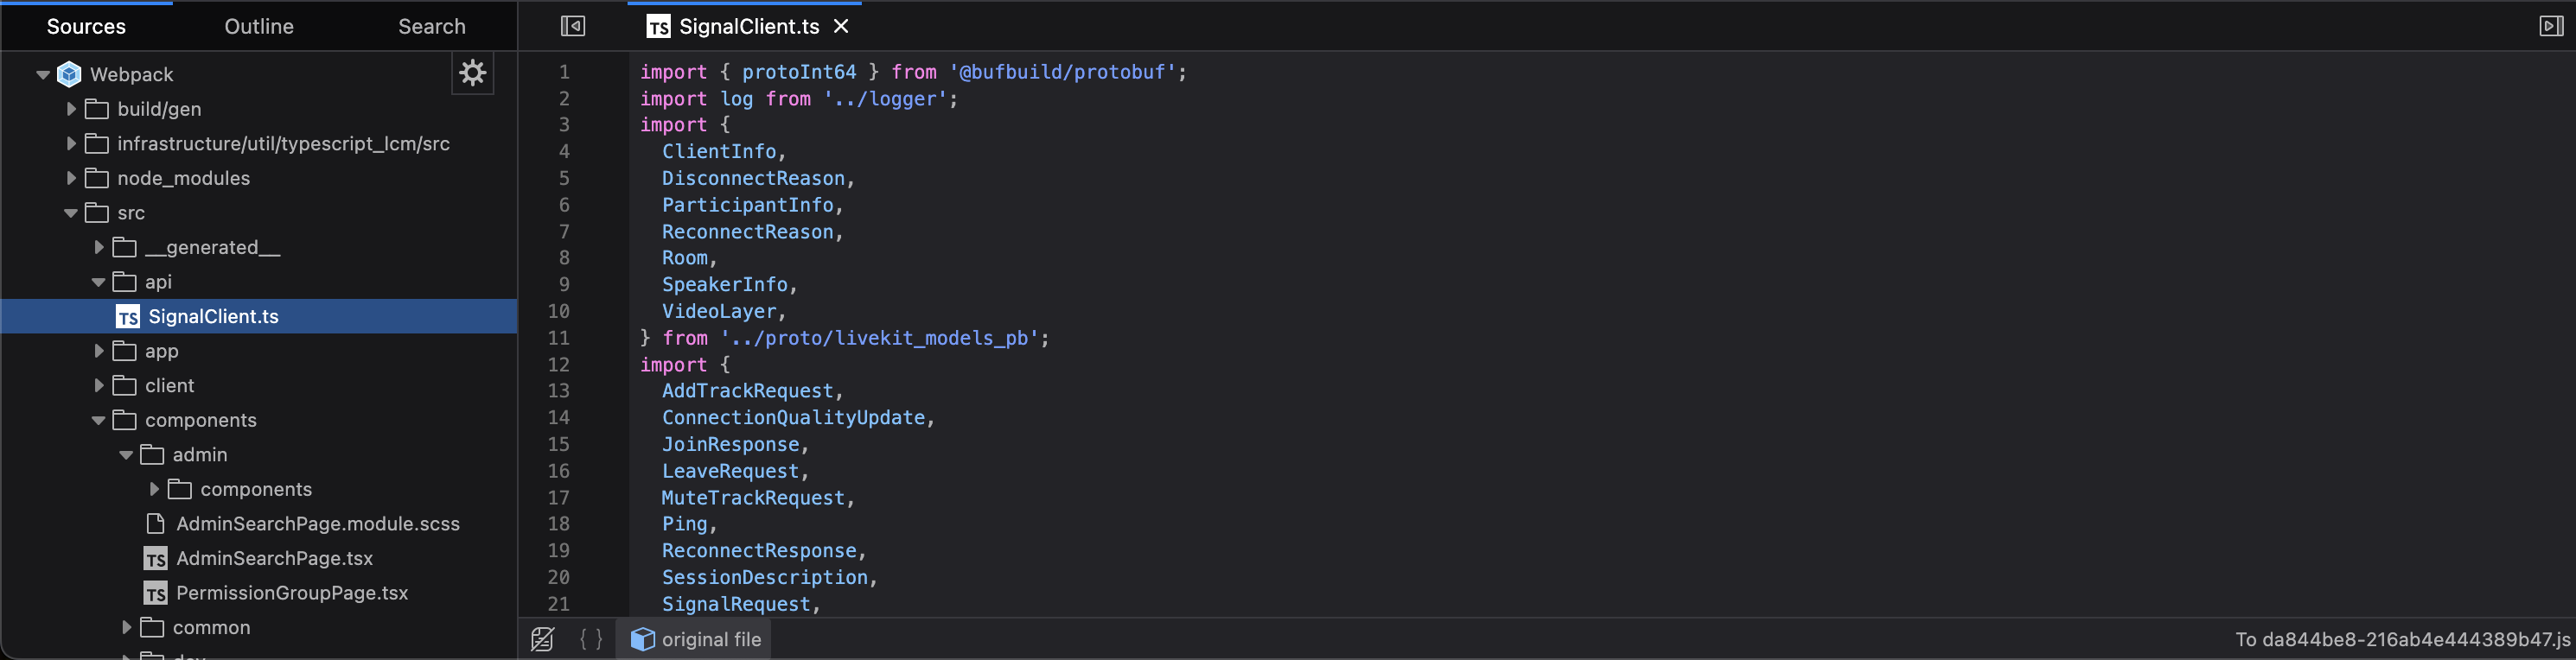 Sources Outline Search
Webpack
build/gen
infrastructure/util/typescript_lcm/src
node_modules
src
__generated__
api
TS SignalClient.ts
app
client
components
admin
components
AdminSearchPage.module.scss
TS AdminSearchPage.tsx
TS PermissionGroupPage.tsx
common
TS SignalClient.ts
1 import { protoInt64 } from '@bufbuild/protobuf';
2 import log from '../logger';
3 import {
4 ClientInfo,
5 DisconnectReason,
6 ParticipantInfo,
7 ReconnectReason,
8 Room,
9 SpeakerInfo,
10 VideoLayer,
11 } from '../proto/livekit_models_pb';
12 import {
13 AddTrackRequest,
14 ConnectionQualityUpdate,
15 JoinResponse,
16 LeaveRequest,
17 MuteTrackRequest,
18 Ping,
19 ReconnectResponse,
20 SessionDescription,
21 SignalRequest,
{ } original file To da844be8-216ab4e444389b47.js